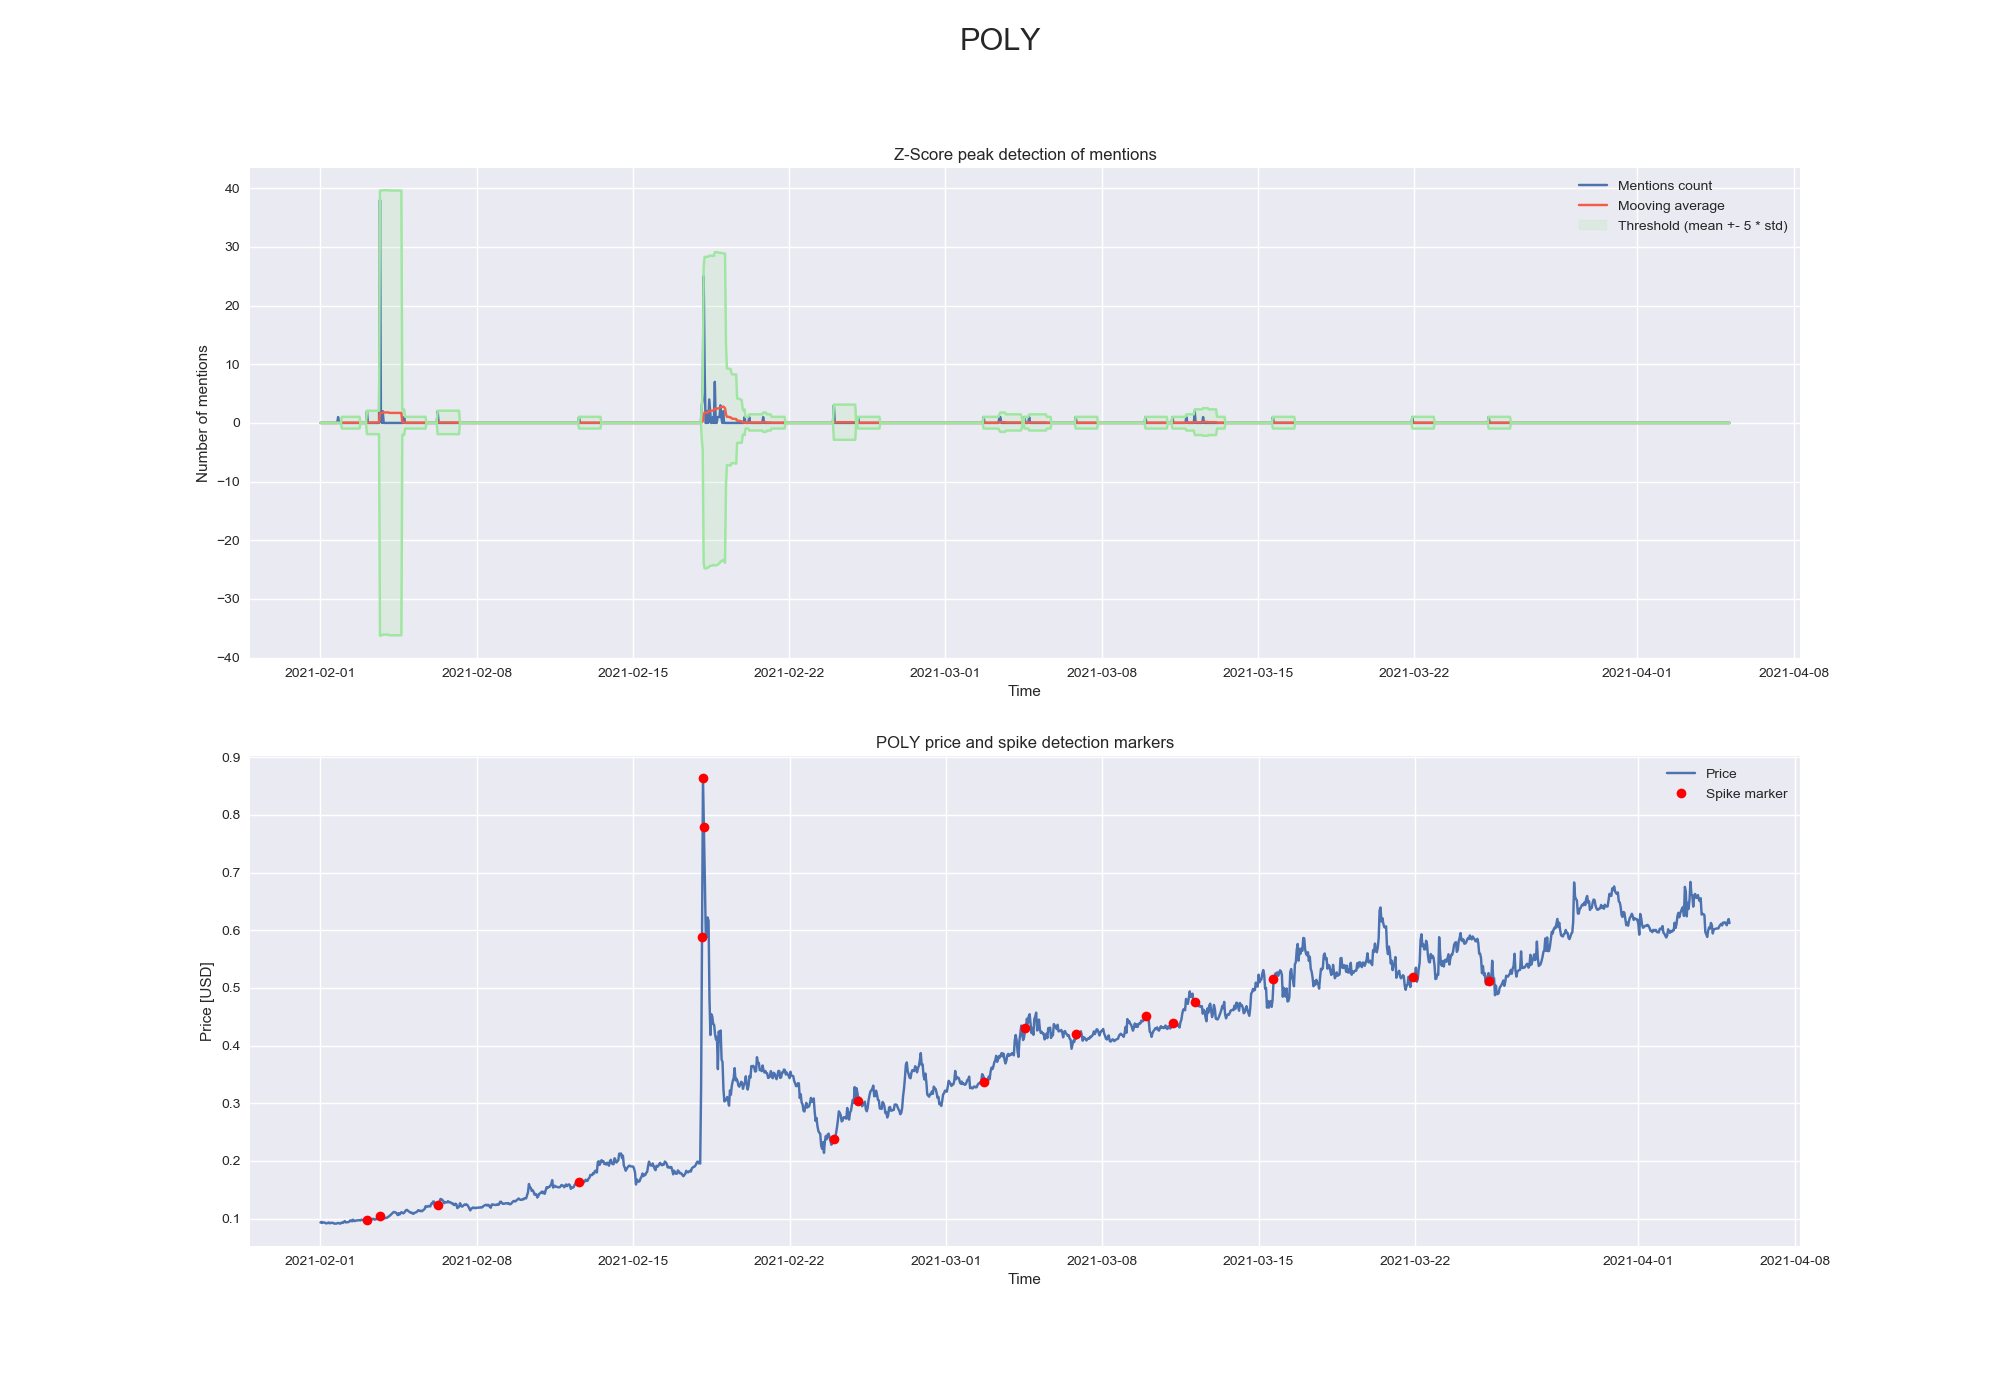 POLY
Z-Score peak detection of mentions
Mentions count
Mooving average
Threshold (mean +- 5 * std)
40
30
20
10
0
−10
−20
−30
−40
Number of mentions
2021-02-01 2021-02-08 2021-02-15 2021-02-22 2021-03-01 2021-03-08 2021-03-15 2021-03-22 2021-04-01 2021-04-08
Time
POLY price and spike detection markers
Price
Spike marker
0.9
0.8
0.7
0.6
0.5
0.4
0.3
0.2
0.1
Price [USD]
2021-02-01 2021-02-08 2021-02-15 2021-02-22 2021-03-01 2021-03-08 2021-03-15 2021-03-22 2021-04-01 2021-04-08
Time